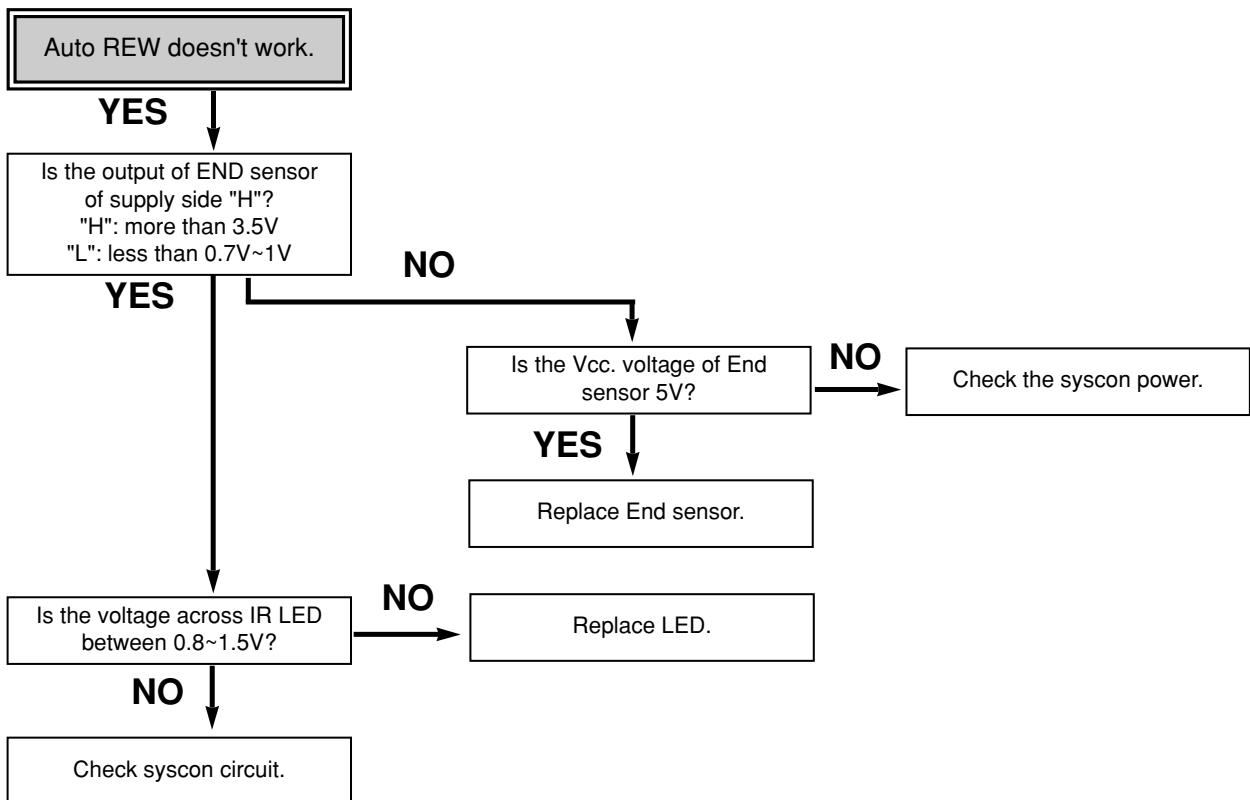 Auto REW doesn't work.
YES
Is the output of END sensor
of supply side "H"?
"H": more than 3.5V
"L": less than 0.7V~1V
YES
NO
Is the Vcc. voltage of End
sensor 5V?
NO
Check the syscon power.
YES
Replace End sensor.
Is the voltage across IR LED
between 0.8~1.5V?
NO
Replace LED.
NO
Check syscon circuit.